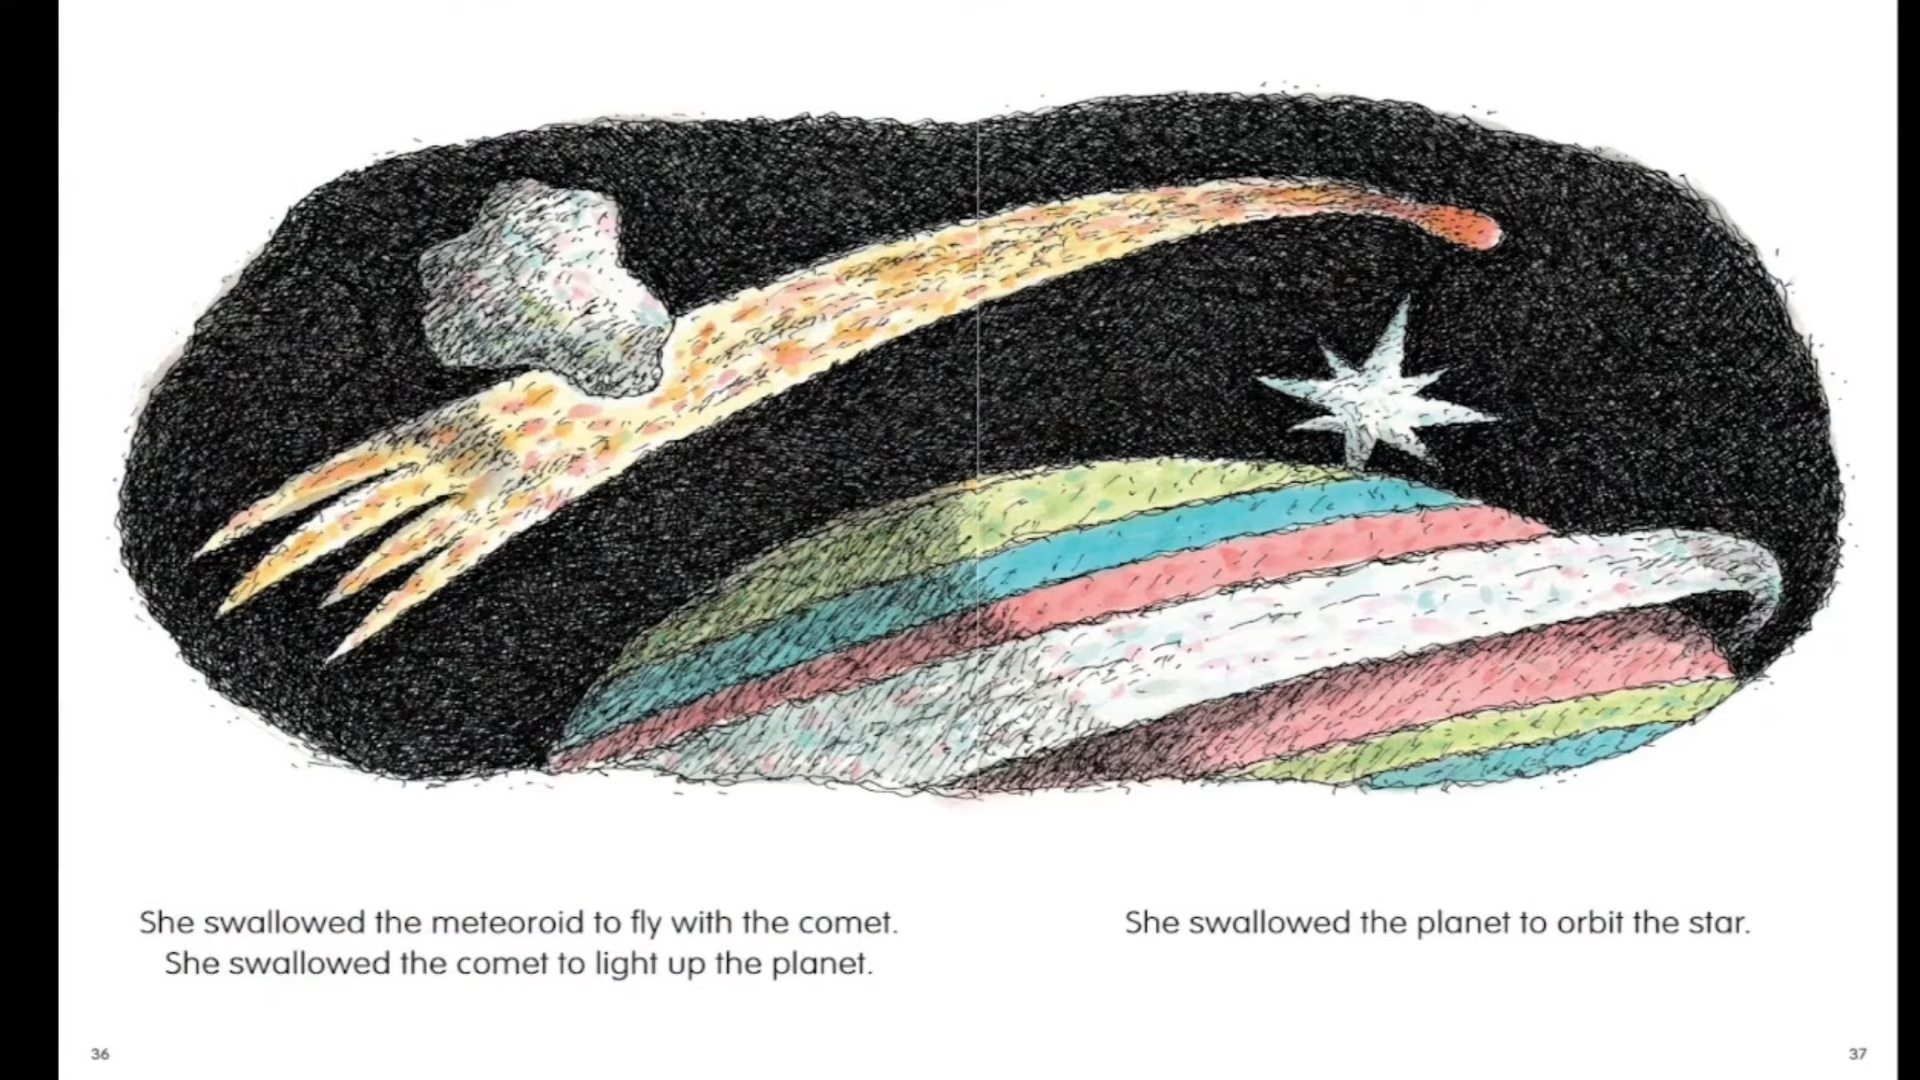 She swallowed the meteoroid to fly with the comet.
She swallowed the comet to light up the planet.
She swallowed the planet to orbit the star.
36
37